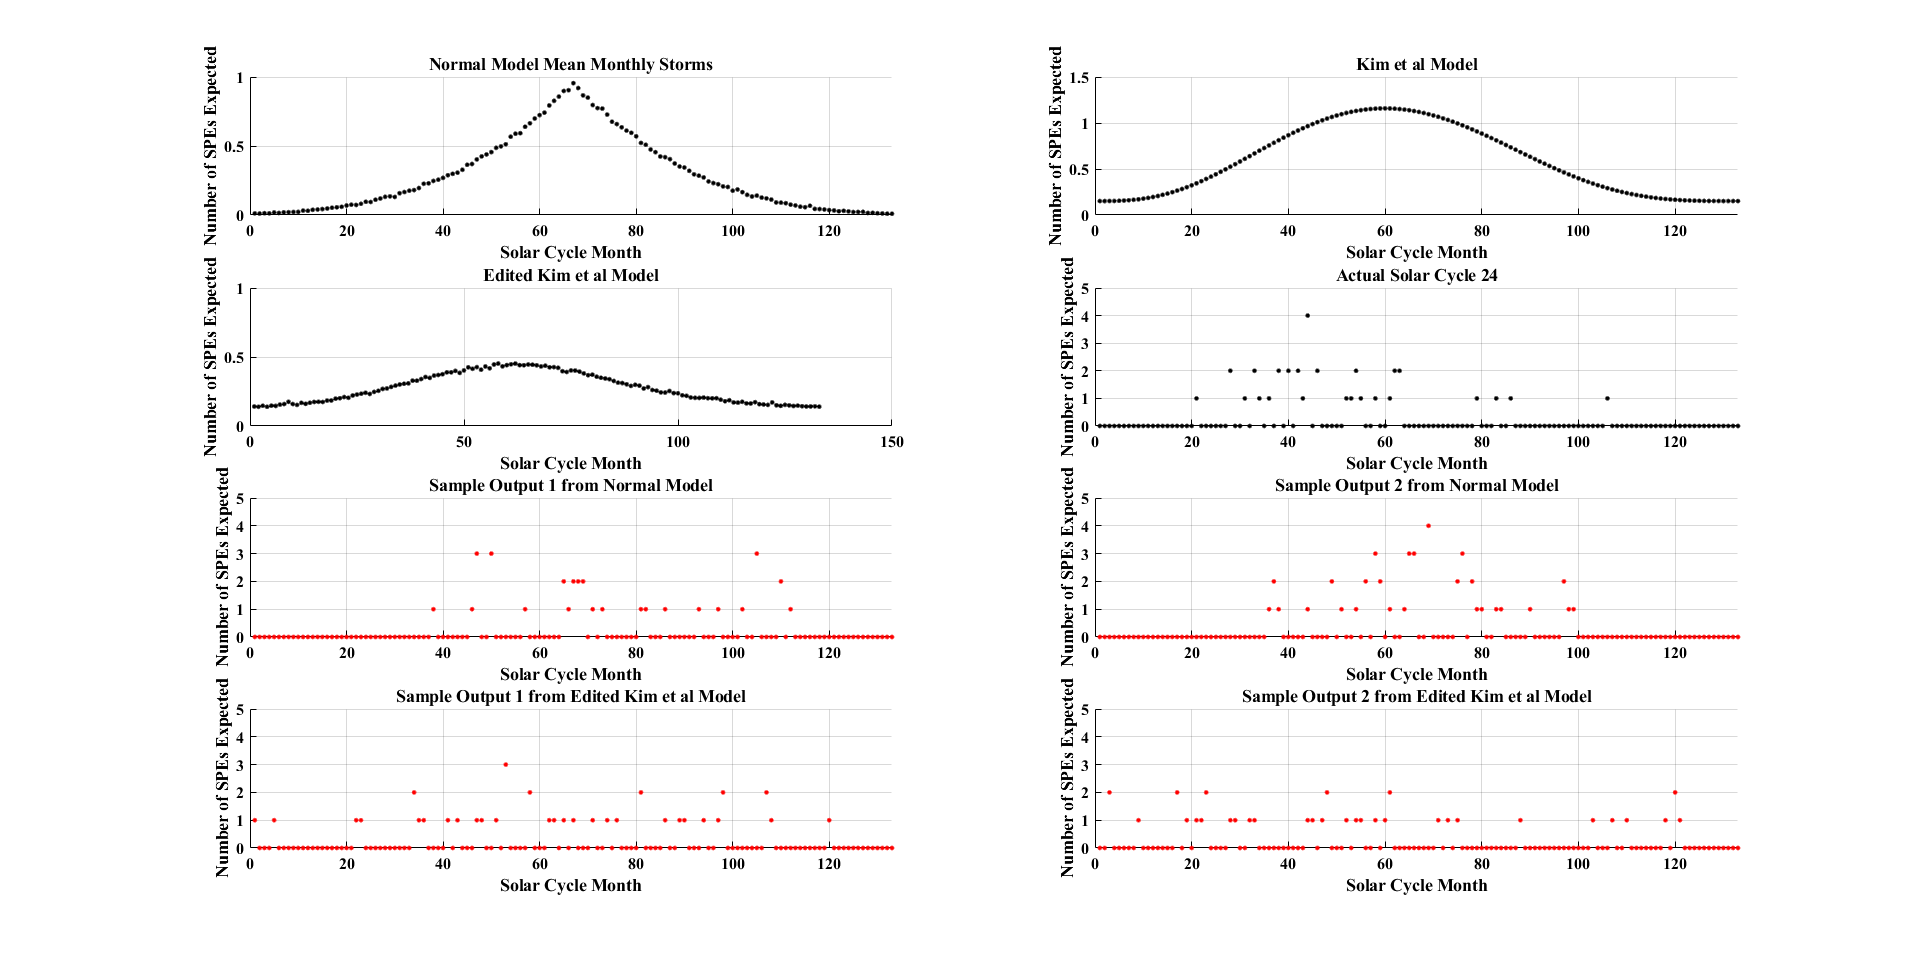 Normal Model Mean Monthly Storms
Number of SPEs Expected
1
0.5
0
0 20 40 60 80 100 120
Solar Cycle Month
Kim et al Model
Number of SPEs Expected
1.5
1
0.5
0
0 20 40 60 80 100 120
Solar Cycle Month
Edited Kim et al Model
Number of SPEs Expected
1
0.5
0
0 50 100 150
Solar Cycle Month
Actual Solar Cycle 24
Number of SPEs Expected
5
4
3
2
1
0
0 20 40 60 80 100 120
Solar Cycle Month
Sample Output 1 from Normal Model
Number of SPEs Expected
5
4
3
2
1
0
0 20 40 60 80 100 120
Solar Cycle Month
Sample Output 2 from Normal Model
Number of SPEs Expected
5
4
3
2
1
0
0 20 40 60 80 100 120
Solar Cycle Month
Sample Output 1 from Edited Kim et al Model
Number of SPEs Expected
5
4
3
2
1
0
0 20 40 60 80 100 120
Solar Cycle Month
Sample Output 2 from Edited Kim et al Model
Number of SPEs Expected
5
4
3
2
1
0
0 20 40 60 80 100 120
Solar Cycle Month